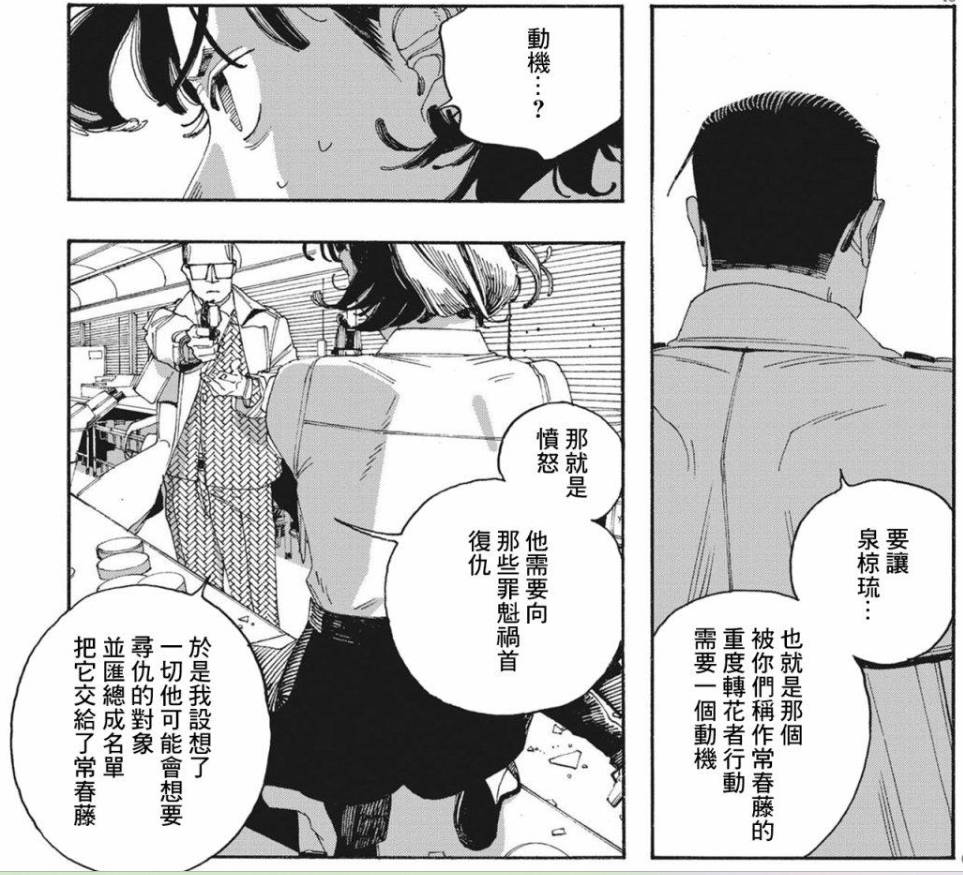 要讓
泉椋琉…
也就是那個
被你們稱作常春藤的
重度轉花者行動
需要一個動機
動機…?
那就是
憤怒
他需要向
那些罪魁禍首
復仇
於是我設想了
一切他可能會想要
尋仇的對象
並匯總成名單
把它交給了常春藤